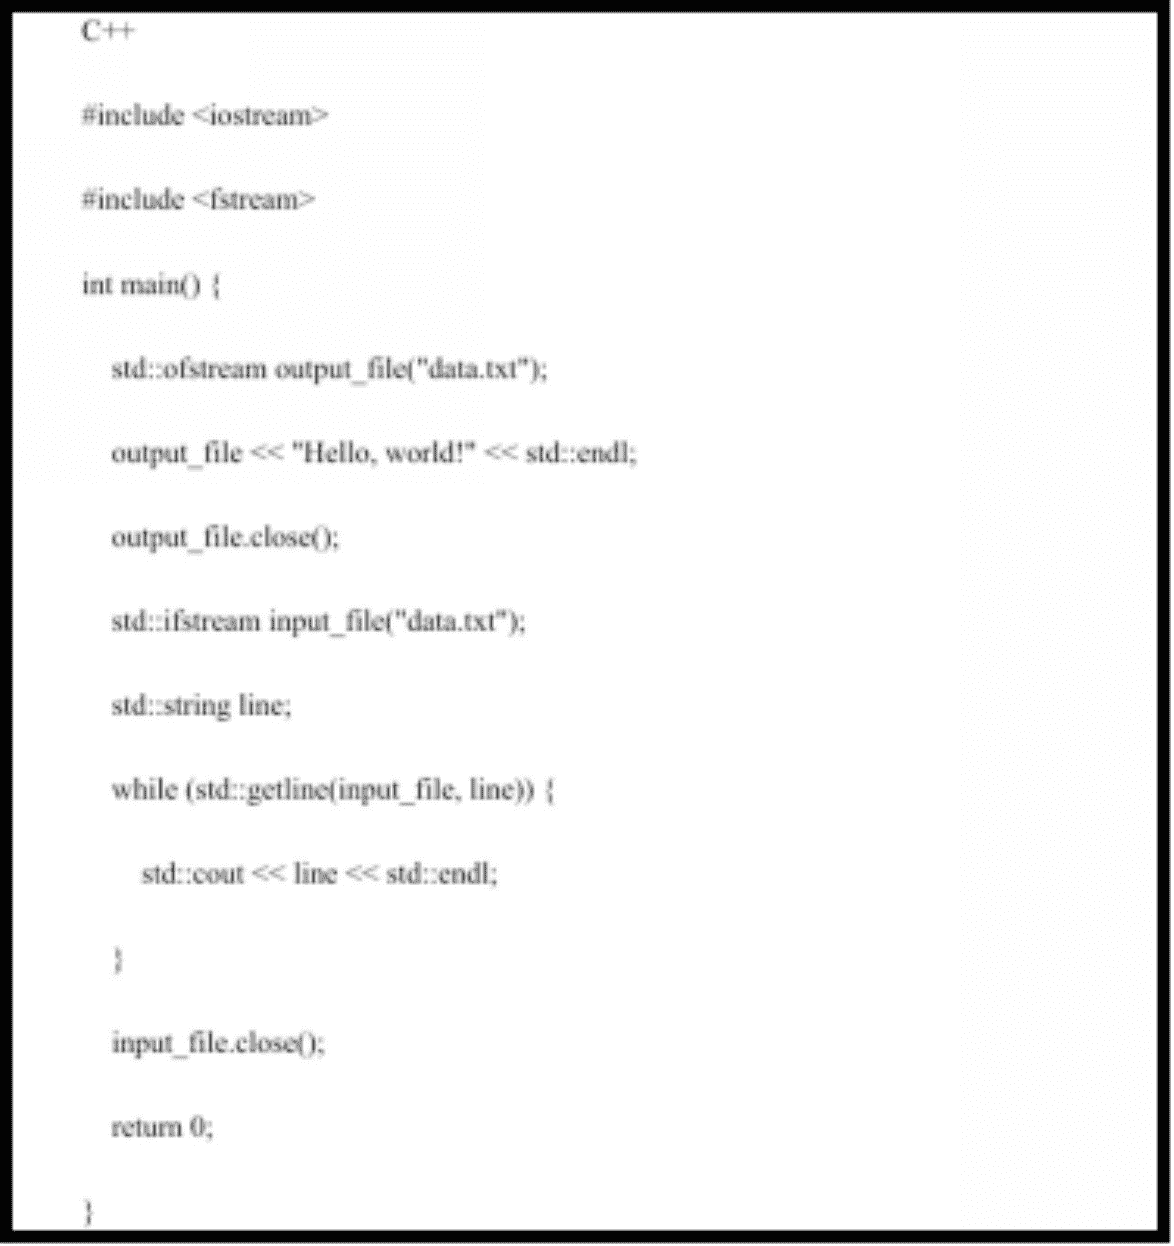 C++
#include <iostream>
#include <fstream>
int main() {
std::ofstream output_file("data.txt");
output_file << "Hello, world!" << std::endl;
output_file.close();
std::ifstream input_file("data.txt");
std::string line;
while (std::getline(input_file, line)) {
std::cout << line << std::endl;
}
input_file.close();
return 0;
}